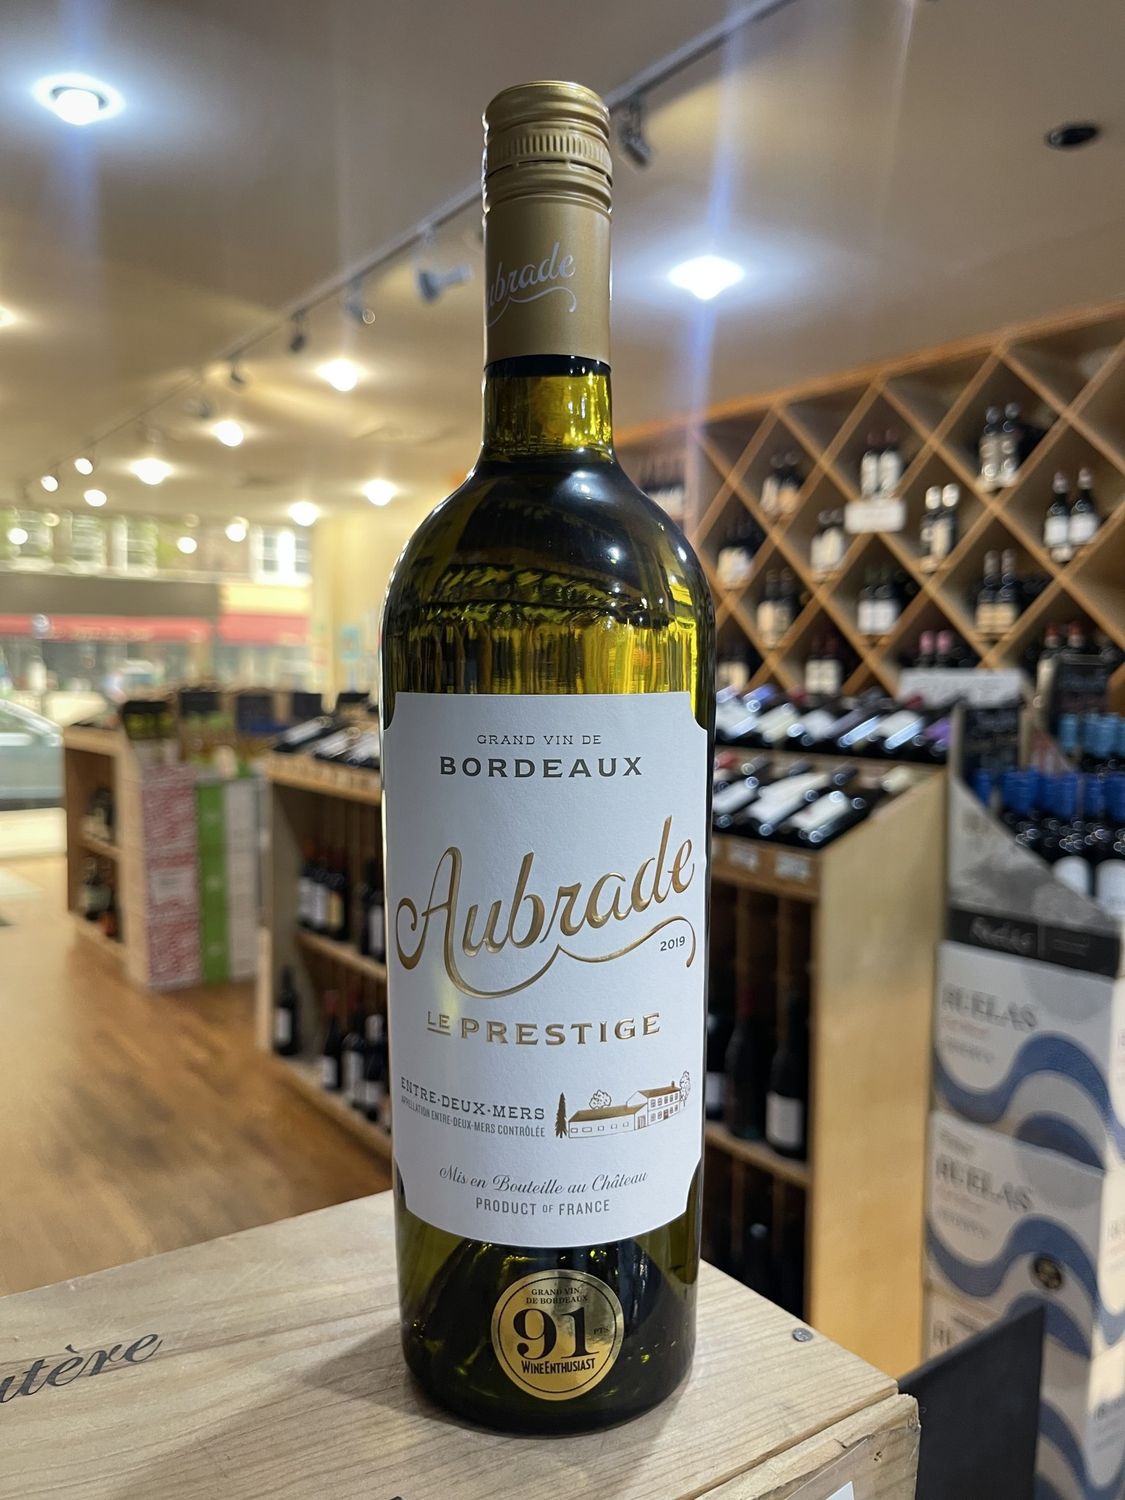 ubrade
GRAND VIN DE
BORDEAUX
Aubrade
2019
LE PRESTIGE
ENTRE-DEUX-MERS
APPELLATION ENTRE-DEUX-MERS CONTRÔLÉE
Mis en Bouteille au Château
PRODUCT OF FRANCE
GRAND VIN
DE BORDEAUX
91 PTS
WINEENTHUSIAST
utère
RUELAS
RUELAS